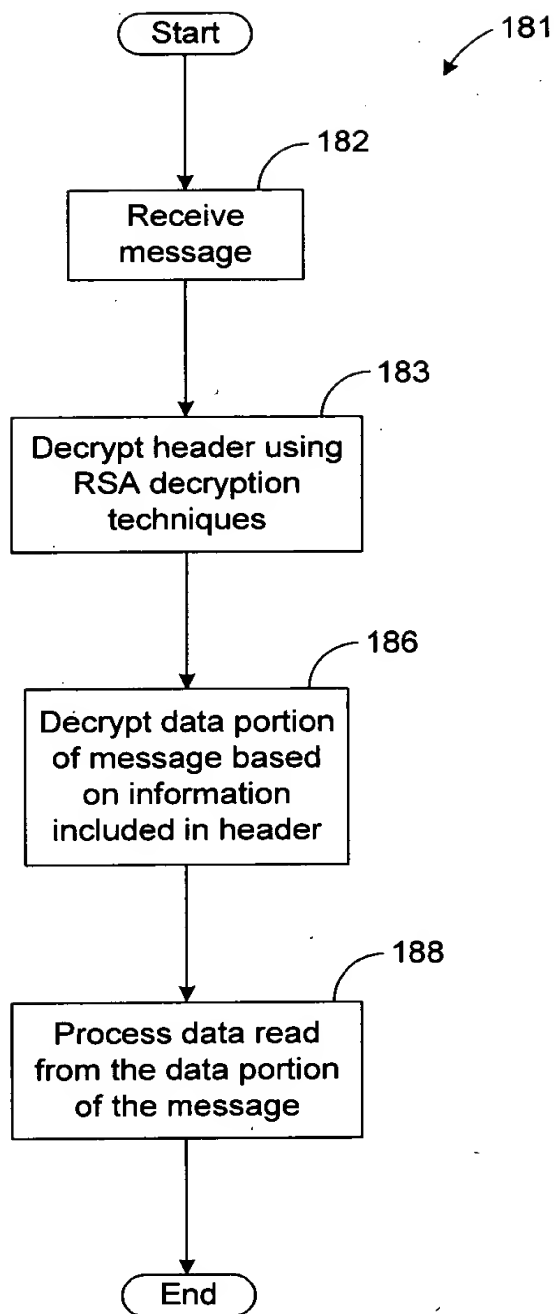 Start
181
182
Receive
message
183
Decrypt header using
RSA decryption
techniques
186
Decrypt data portion
of message based
on information
included in header
188
Process data read
from the data portion
of the message
End